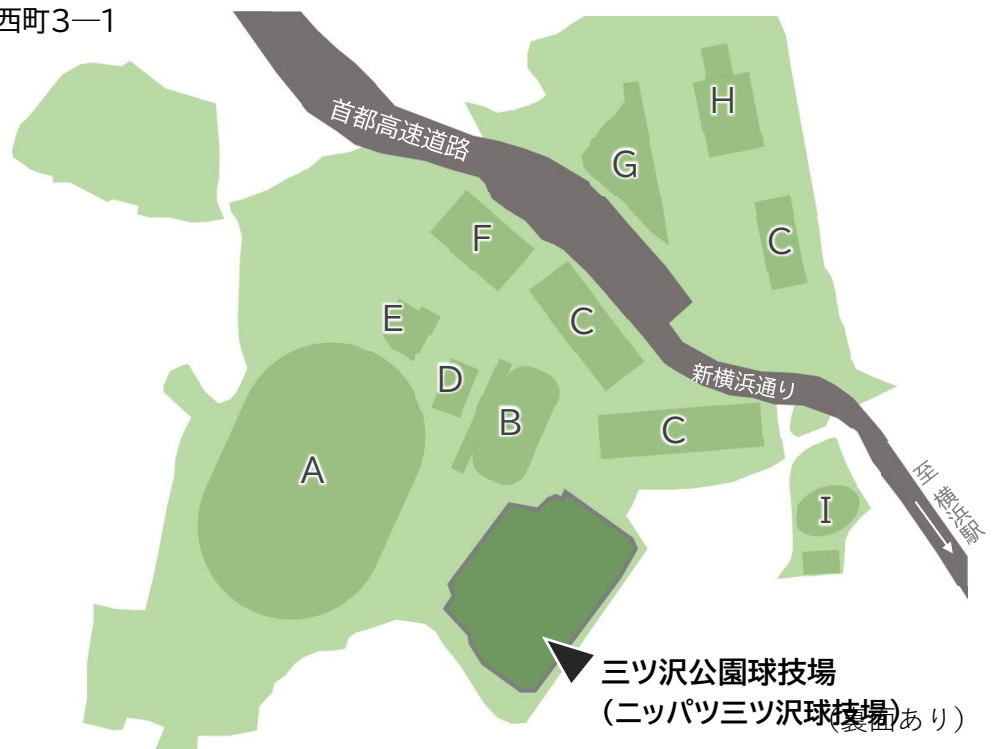 西町3―1
首都高速道路
H
G
C
F
E
C
新横浜通り
D
B
C
A
I
至
横浜駅
三ツ沢公園球技場
(ニッパツ三ツ沢球技場)
(裏面あり)